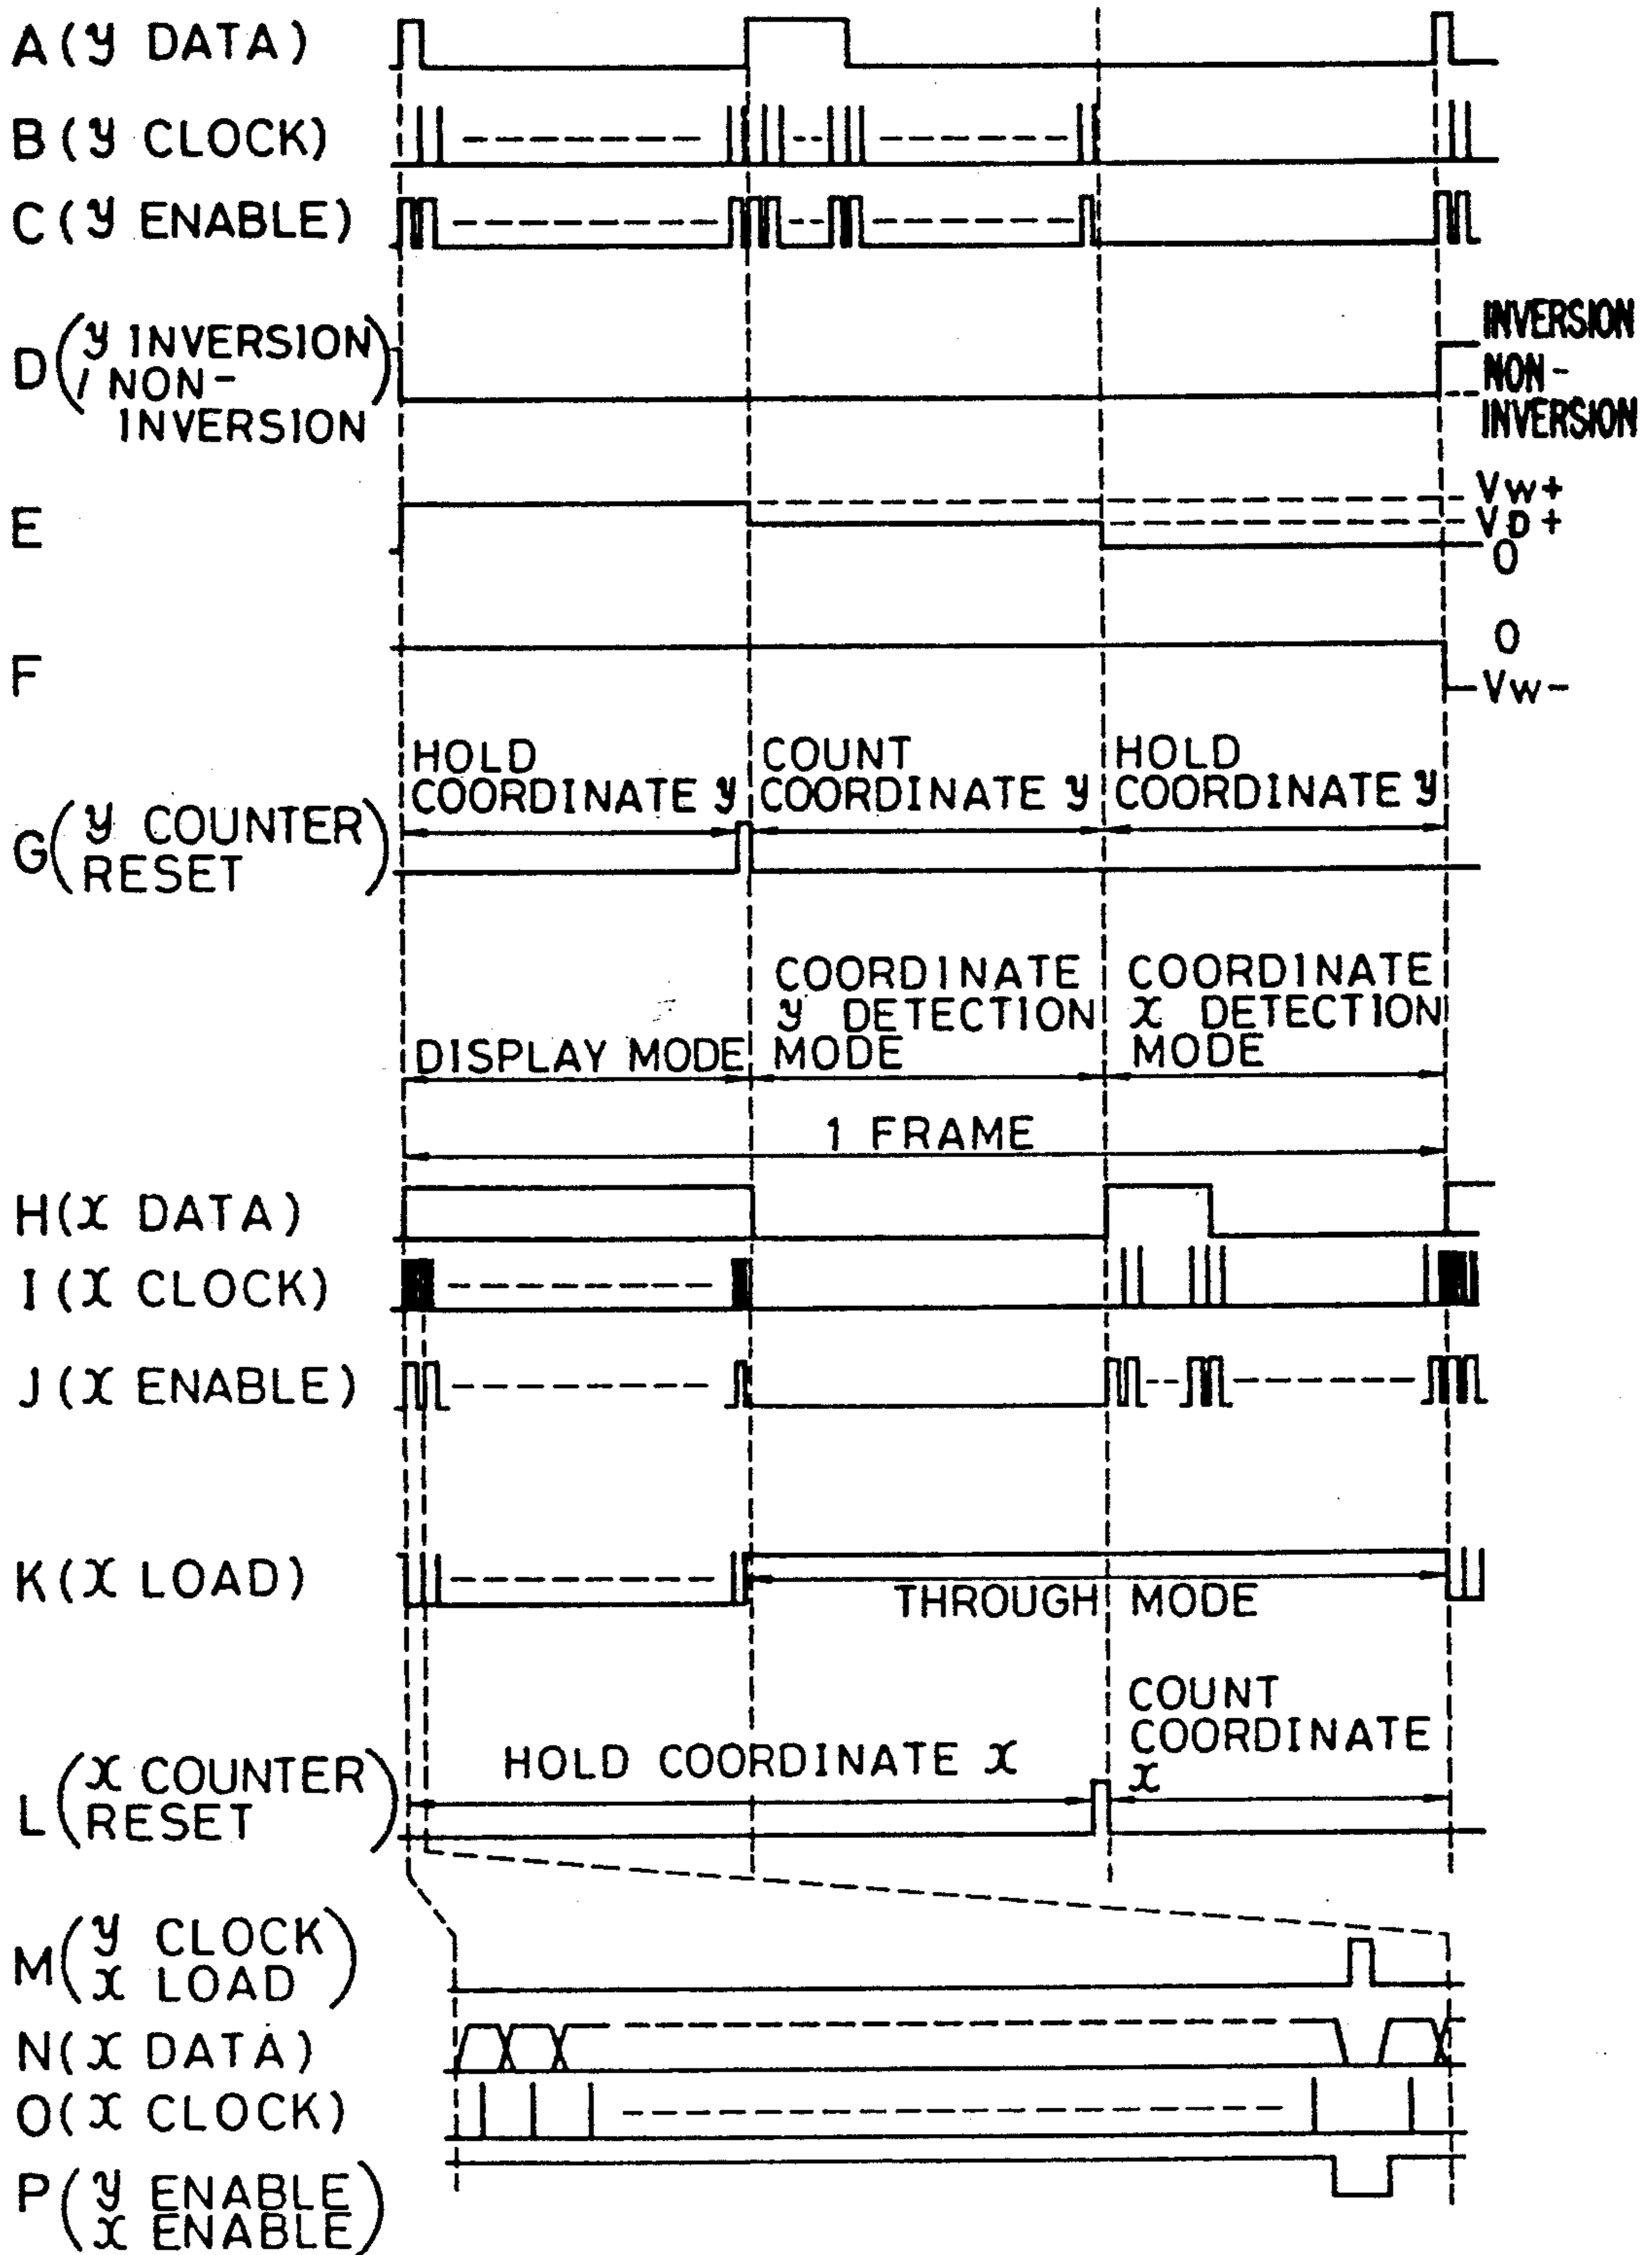 A(y DATA)
B(y CLOCK)
C(y ENABLE)
D(y INVERSION
/ NON-
INVERSION)
INVERSION
NON-
INVERSION
E
Vw+
VD+
0
F
0
Vw-
HOLD
COORDINATE y
COUNT
COORDINATE y
HOLD
COORDINATE y
G(y COUNTER
RESET)
DISPLAY MODE
COORDINATE
y DETECTION
MODE
COORDINATE
x DETECTION
MODE
1 FRAME
H(x DATA)
I(x CLOCK)
J(x ENABLE)
K(x LOAD)
THROUGH MODE
HOLD COORDINATE x
COUNT
COORDINATE
x
L(x COUNTER
RESET)
M(y CLOCK
x LOAD)
N(x DATA)
O(x CLOCK)
P(y ENABLE
x ENABLE)